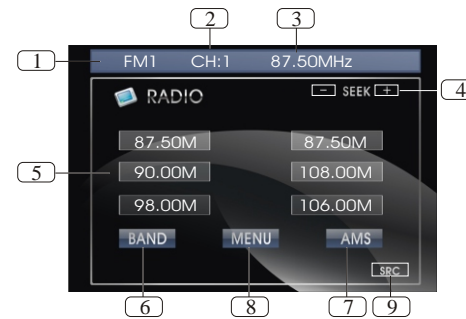 2 3
1 FM1 CH:1 87.50MHz
RADIO - SEEK + 4
87.50M 87.50M
5 90.00M 108.00M
98.00M 106.00M
BAND MENU AMS
SRC
6 8 7 9